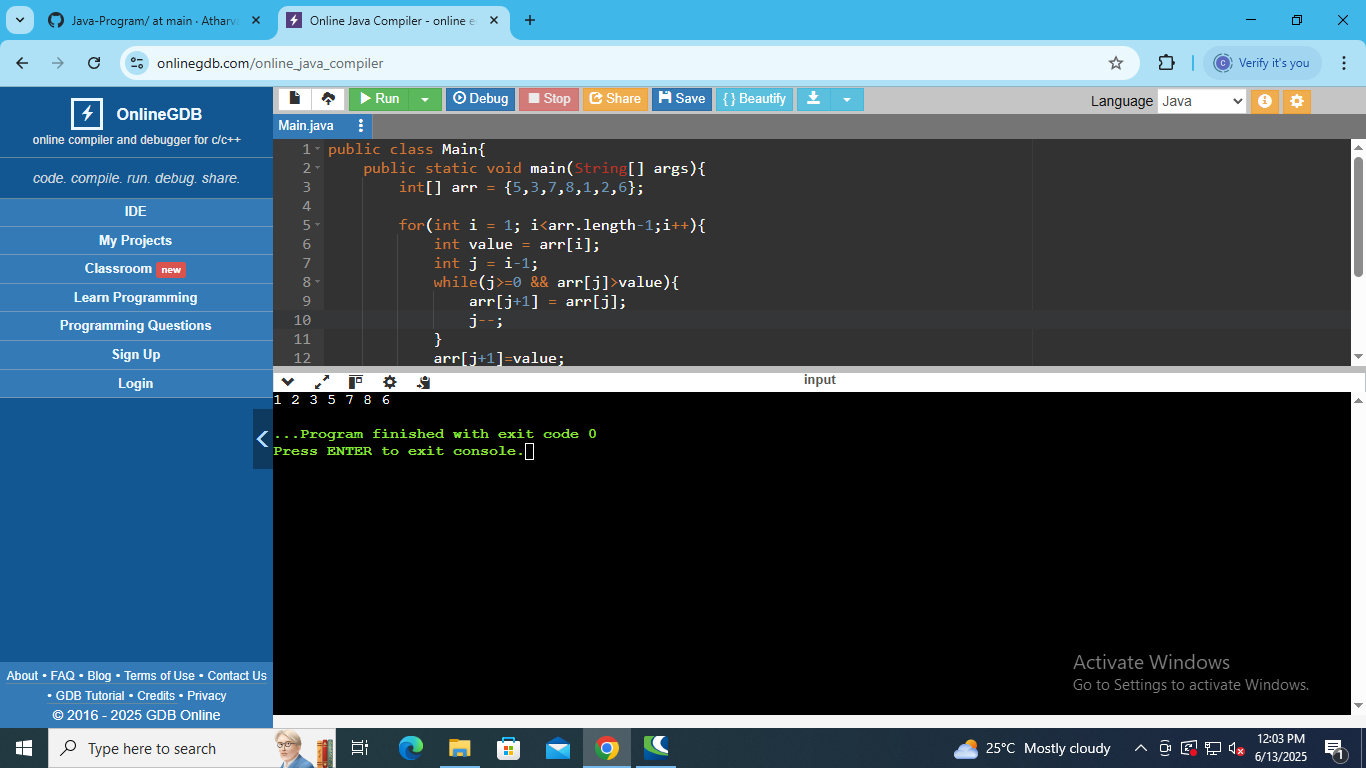 Java-Program/ at main · Atharv
Online Java Compiler - online e
onlinegdb.com/online_java_compiler
Verify it's you
OnlineGDB
online compiler and debugger for c/c++
code. compile. run. debug. share.
IDE
My Projects
Classroom new
Learn Programming
Programming Questions
Sign Up
Login
About • FAQ • Blog • Terms of Use • Contact Us
• GDB Tutorial • Credits • Privacy
© 2016 - 2025 GDB Online
Run Debug Stop Share Save { } Beautify
Language Java
Main.java
1 public class Main{
2 public static void main(String[] args){
3 int[] arr = {5,3,7,8,1,2,6};
4
5 for(int i = 1; i<arr.length-1;i++){
6 int value = arr[i];
7 int j = i-1;
8 while(j>=0 && arr[j]>value){
9 arr[j+1] = arr[j];
10 j--;
11 }
12 arr[j+1]=value;
input
1 2 3 5 7 8 6
...Program finished with exit code 0
Press ENTER to exit console.
Activate Windows
Go to Settings to activate Windows.
Type here to search
25°C Mostly cloudy
12:03 PM
6/13/2025
1